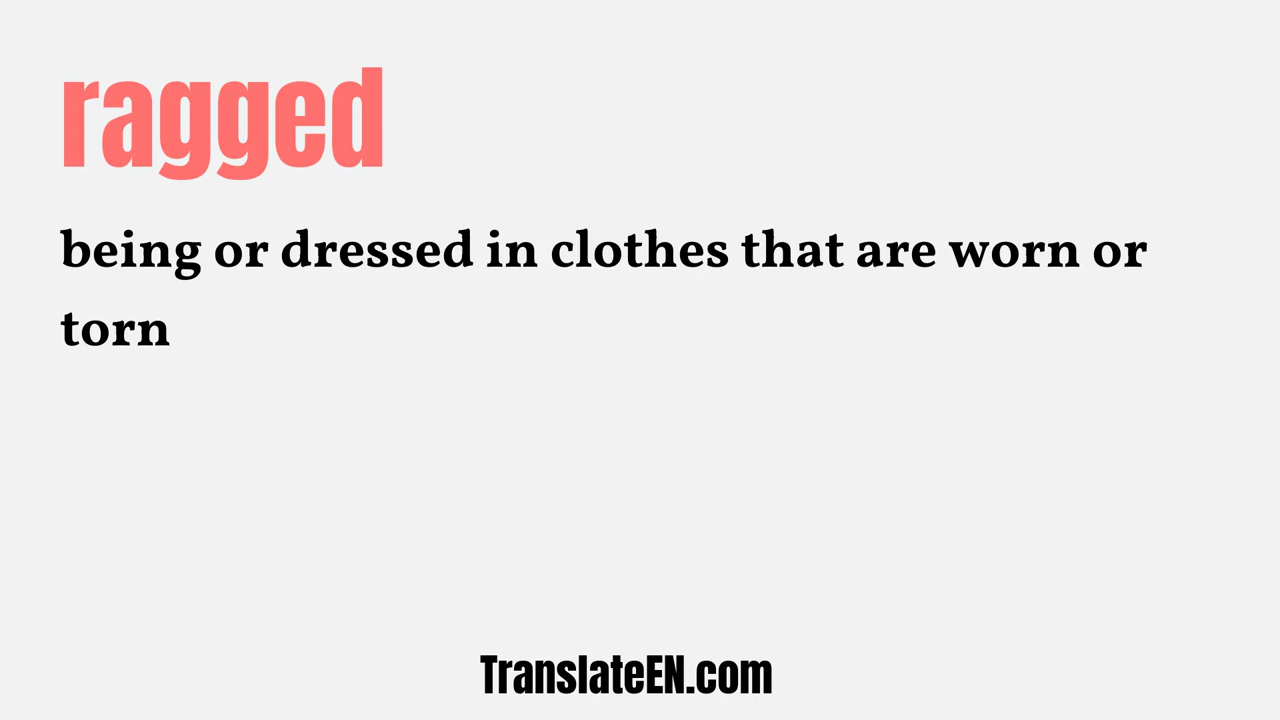 ragged
being or dressed in clothes that are worn or
torn
TranslateEN.com